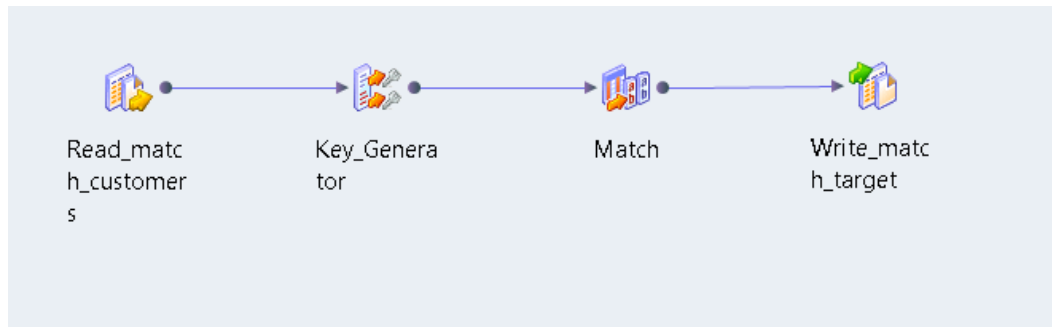 Read_matc
h_customer
s
Key_Genera
tor
Match
Write_matc
h_target